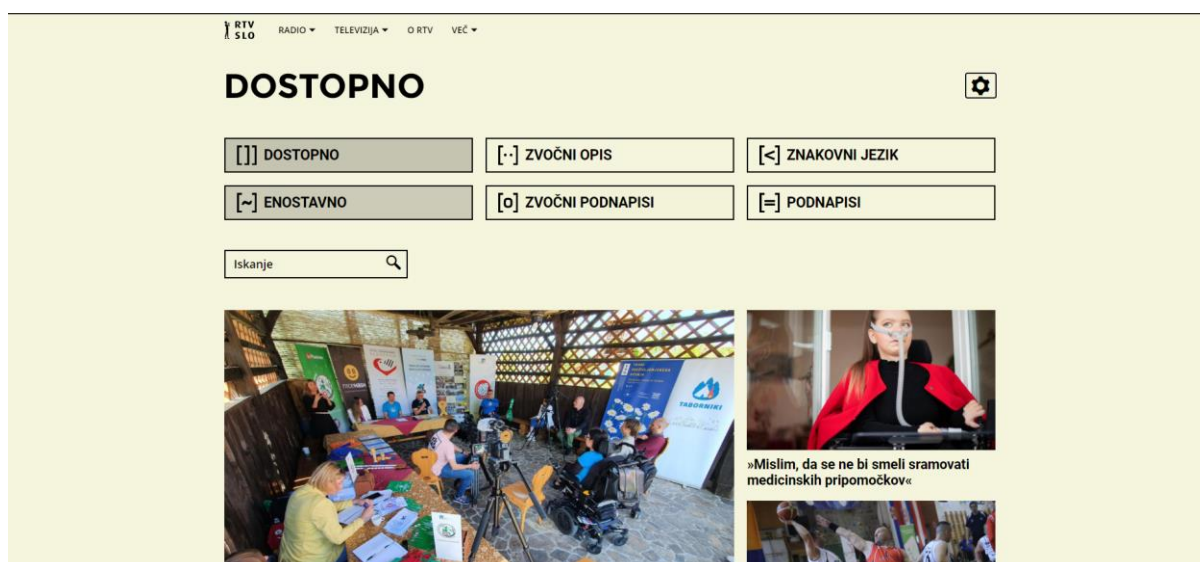 RTV
SLO
RADIO TELEVIZIJA O RTV VEČ
DOSTOPNO
[ ]] DOSTOPNO [··] ZVOČNI OPIS [<] ZNAKOVNI JEZIK
[~] ENOSTAVNO [o] ZVOČNI PODNAPISI [=] PODNAPISI
Iskanje
TABORNIKI
»Mislim, da se ne bi smeli sramovati
medicinskih pripomočkov«